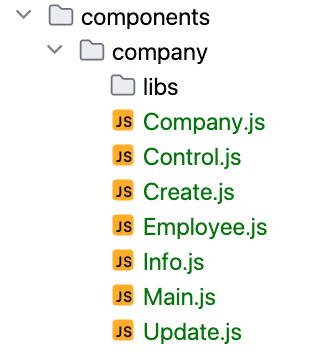 components
company
libs
JS Company.js
JS Control.js
JS Create.js
JS Employee.js
JS Info.js
JS Main.js
JS Update.js